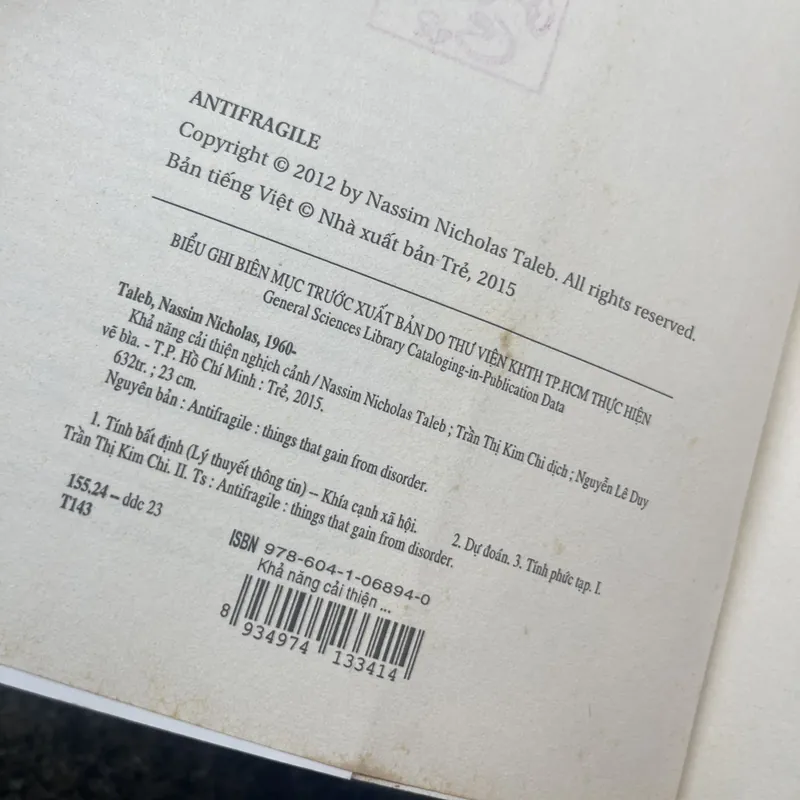 ANTIFRAGILE
Copyright © 2012 by Nassim Nicholas Taleb. All rights reserved.
Bản tiếng Việt © Nhà xuất bản Trẻ, 2015
BIỂU GHI BIÊN MỤC TRƯỚC XUẤT BẢN DO THƯ VIỆN KHTH TP.HCM THỰC HIỆN
General Sciences Library Cataloging-in-Publication Data
Taleb, Nassim Nicholas, 1960-
Khả năng cải thiện nghịch cảnh / Nassim Nicholas Taleb ; Trần Thị Kim Chi dịch ; Nguyễn Lê Duy
vẽ bìa. - T.P. Hồ Chí Minh : Trẻ, 2015.
632tr. ; 23 cm.
Nguyên bản : Antifragile : things that gain from disorder.
1. Tính bất định (Lý thuyết thông tin) -- Khía cạnh xã hội. 2. Dự đoán. 3. Tính phức tạp. I.
Trần Thị Kim Chi. II. Ts : Antifragile : things that gain from disorder.
155.24 -- ddc 23
T143
ISBN 978-604-1-06894-0
Khả năng cải thiện ...
8 934974 133414